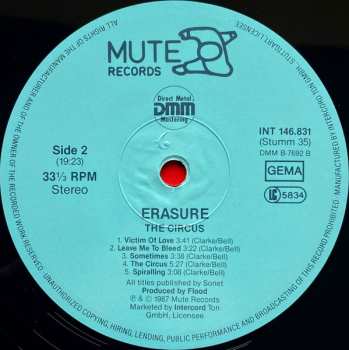 ALL RIGHTS OF THE MANUFACTURER AND OF THE OWNER OF THE RECORDED WORK RESERVED · UNAUTHORIZED COPYING, HIRING, LENDING, PUBLIC PERFORMANCE AND BROADCASTING OF THIS RECORD PROHIBITED · MANUFACTURED BY INTERCORD TON GMBH · STUTTGART LICENSEE
MUTE
RECORDS
Direct Metal
DMM
Mastering
Side 2
(19:23)
33⅓ RPM
Stereo
INT 146.831
(Stumm 35)
DMM B-7692 B
GEMA
LC 5834
ERASURE
THE CIRCUS
1. Victim Of Love 3:41 (Clarke/Bell)
2. Leave Me To Bleed 3:22 (Clarke/Bell)
3. Sometimes 3:38 (Clarke/Bell)
4. The Circus 5:27 (Clarke/Bell)
5. Spiralling 3:08 (Clarke/Bell)
All titles published by Sonet
Produced by Flood
℗ & © 1987 Mute Records
Marketed by Intercord Ton
GmbH, Licensee